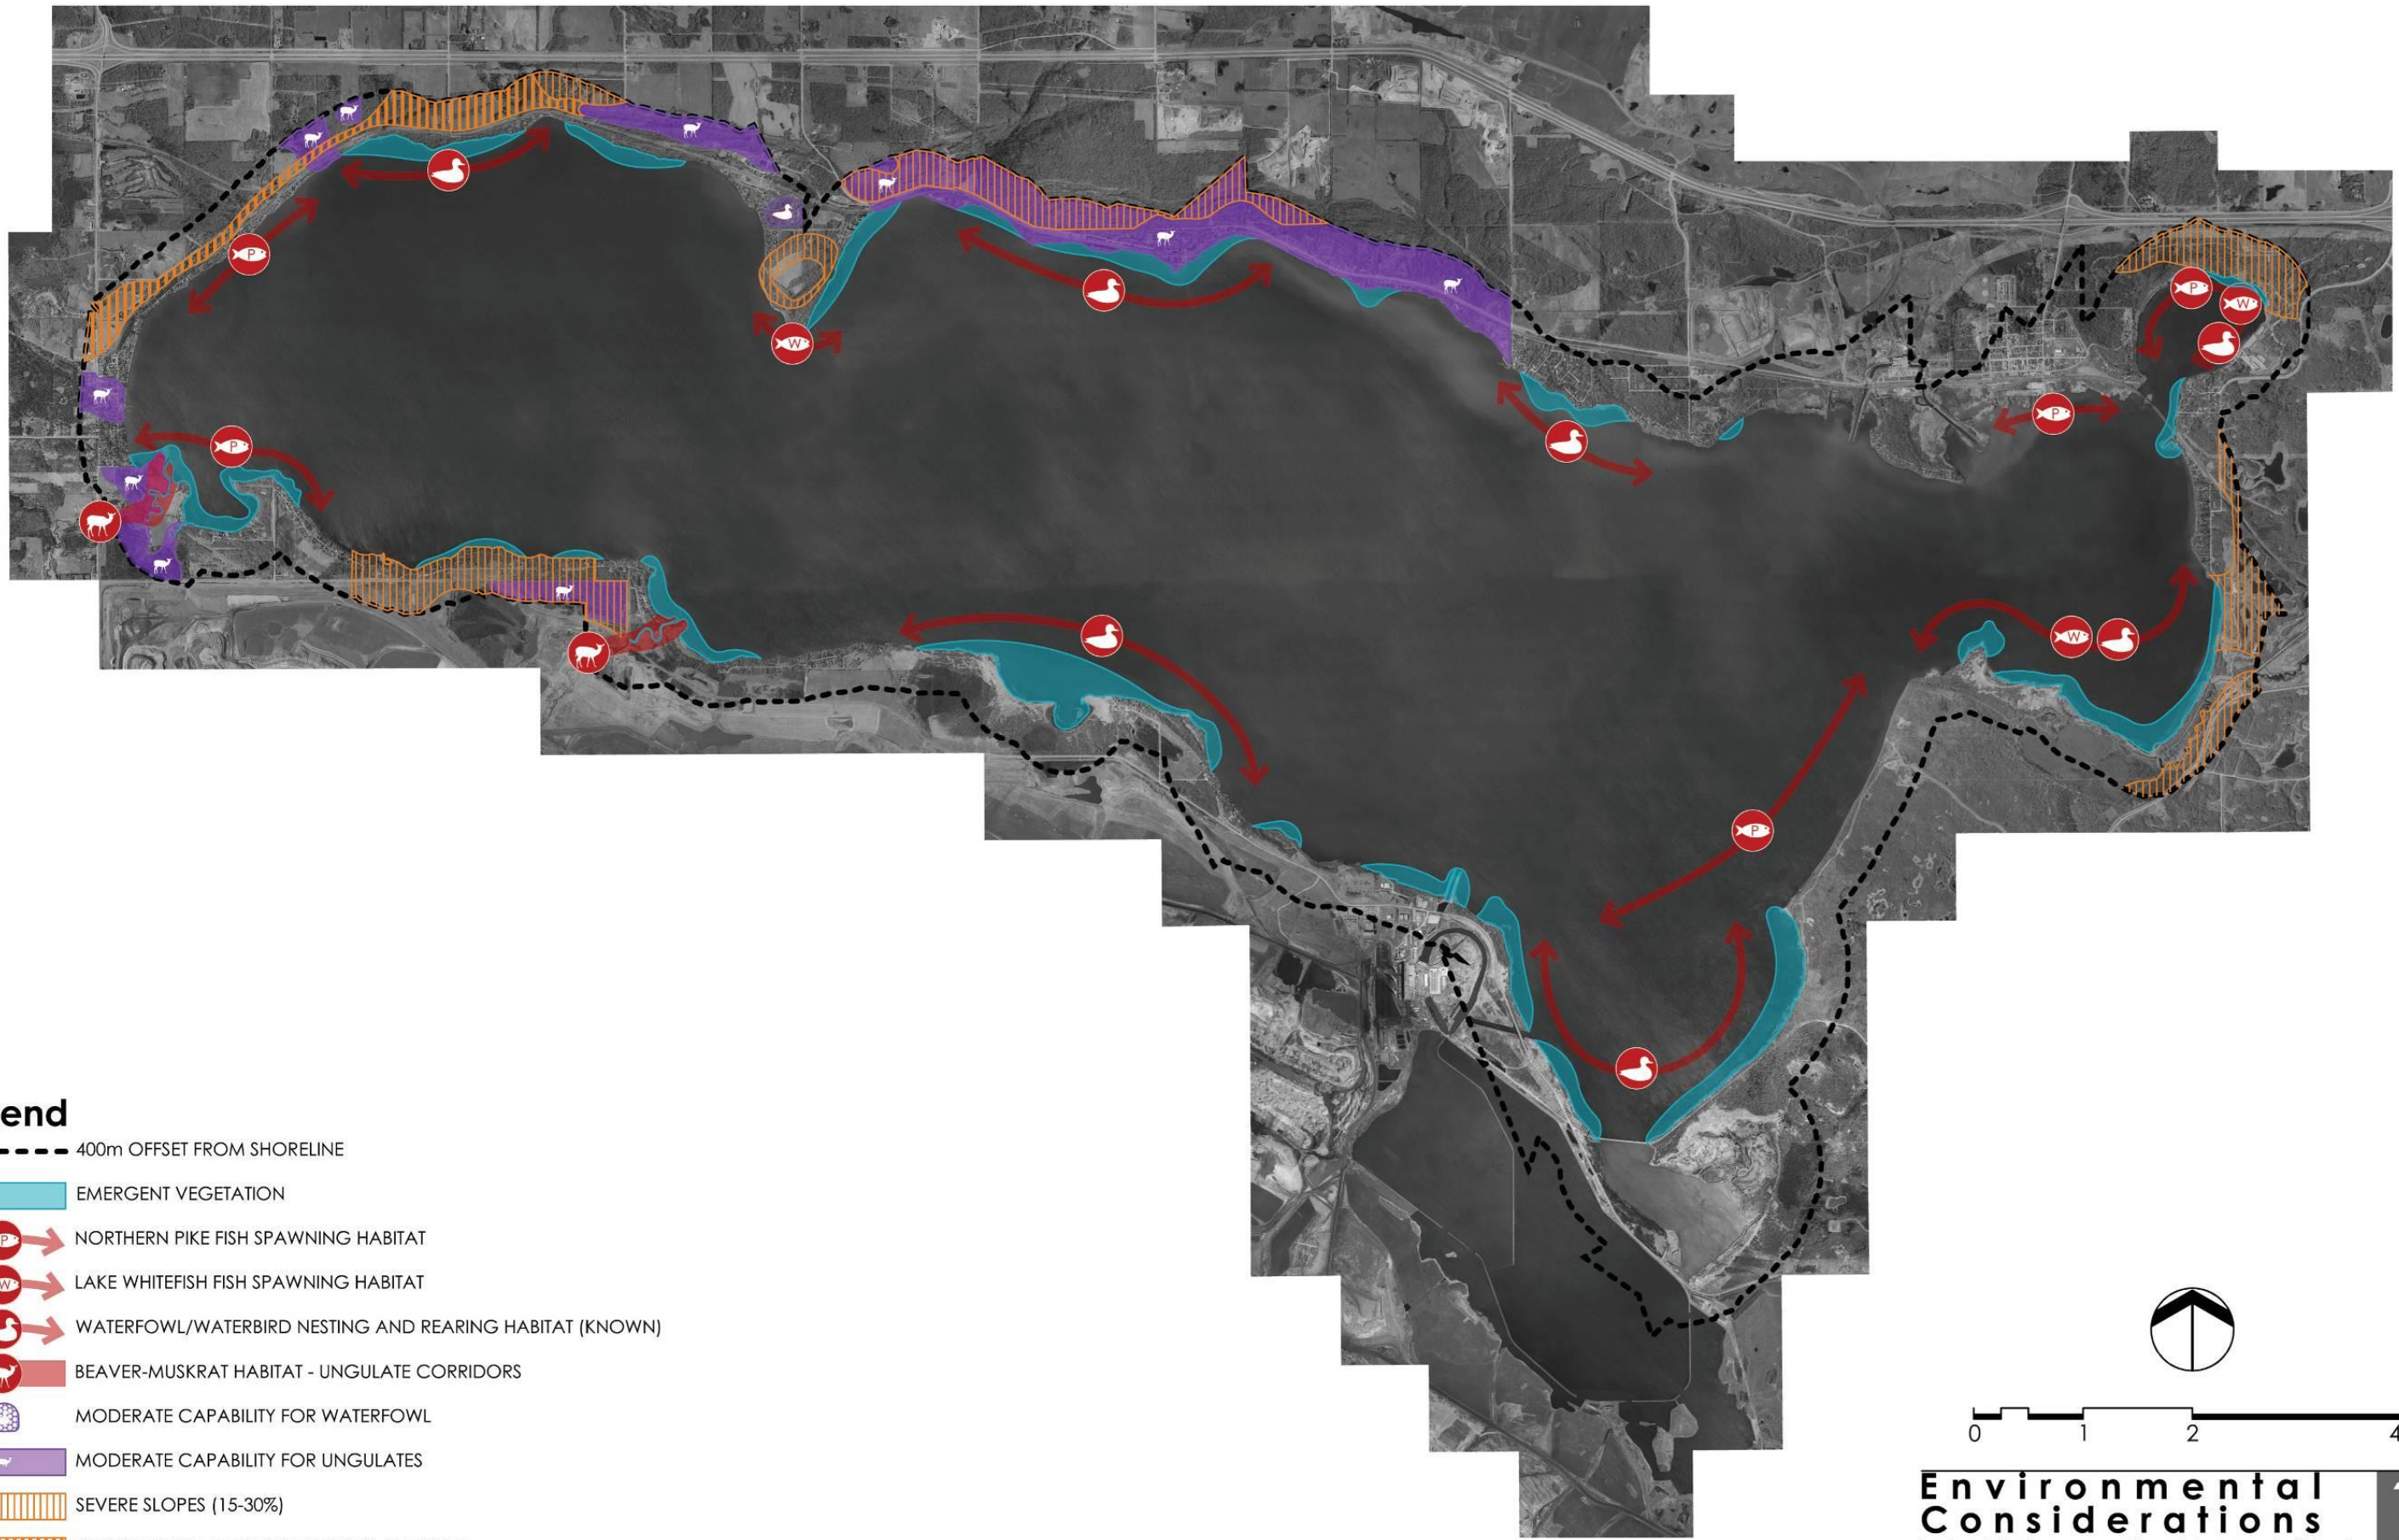 P
W
P
W
P
P
W
P
W
P
end
400m OFFSET FROM SHORELINE
EMERGENT VEGETATION
P NORTHERN PIKE FISH SPAWNING HABITAT
W LAKE WHITEFISH FISH SPAWNING HABITAT
WATERFOWL/WATERBIRD NESTING AND REARING HABITAT (KNOWN)
BEAVER-MUSKRAT HABITAT - UNGULATE CORRIDORS
MODERATE CAPABILITY FOR WATERFOWL
MODERATE CAPABILITY FOR UNGULATES
SEVERE SLOPES (15-30%)
0 1 2 4
Environmental
Considerations